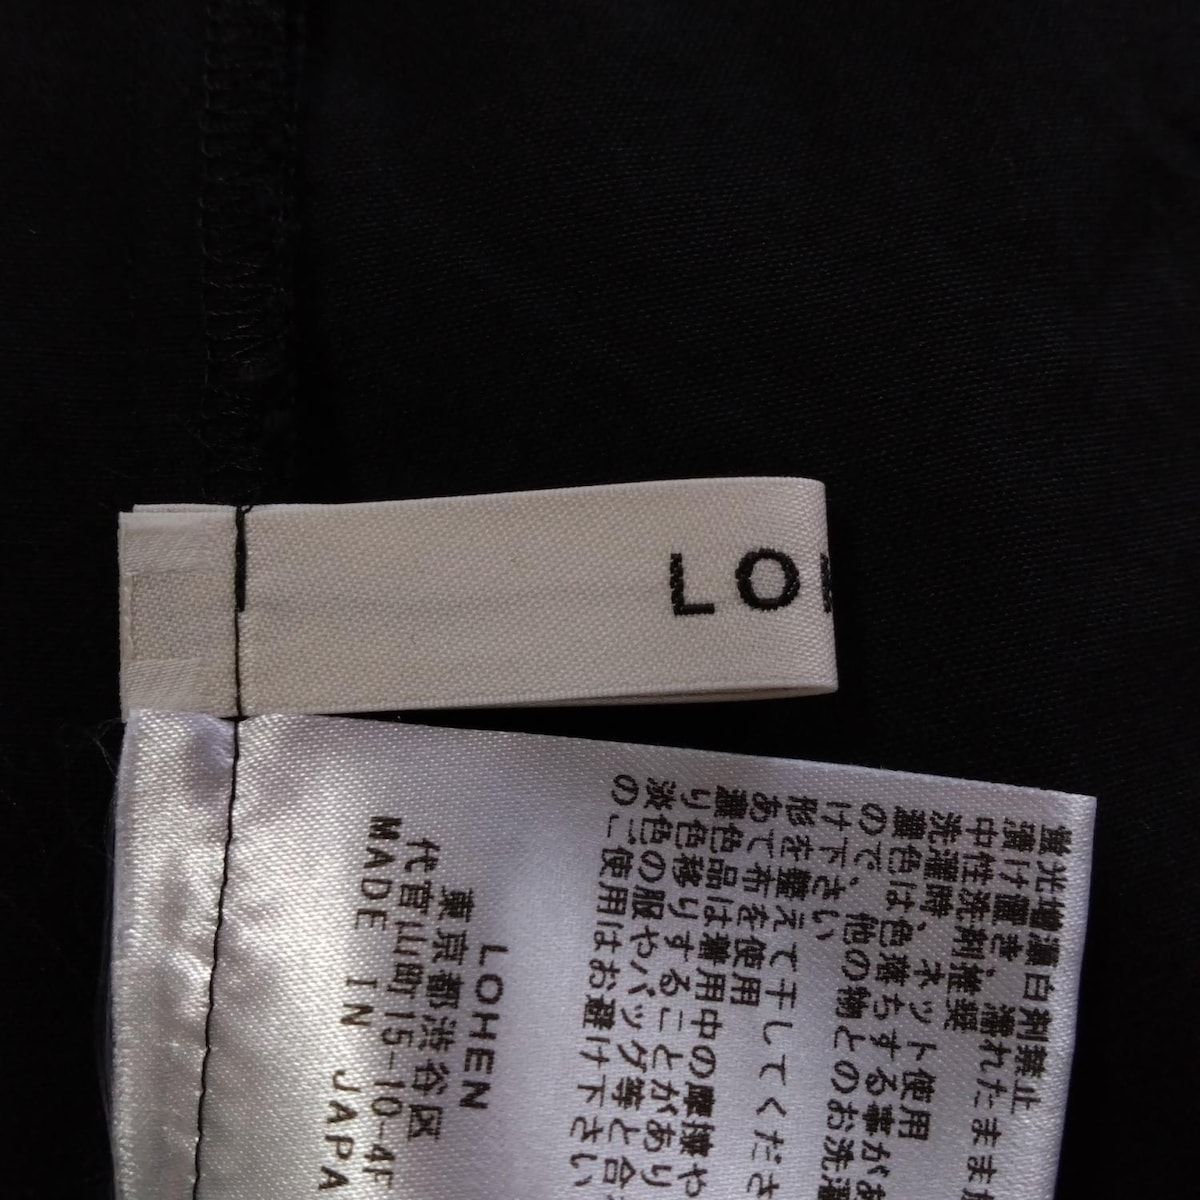 LO
蛍光増濃白剤禁止
漬け置き、濡れたまま
中性洗剤推奨
洗濯時、ネット使用
濃色は、色落ちする事が
ので、他の物とのお洗濯
け下さい
形を整えて干してくださ
あて布を使用
濃色品は着用中の摩擦や
り色移りすることがあり
淡色の服やバッグ等と合
のご使用はお避け下さい
LOHEN
東京都渋谷区
代官山町15-10-4F
MADE IN JAPA